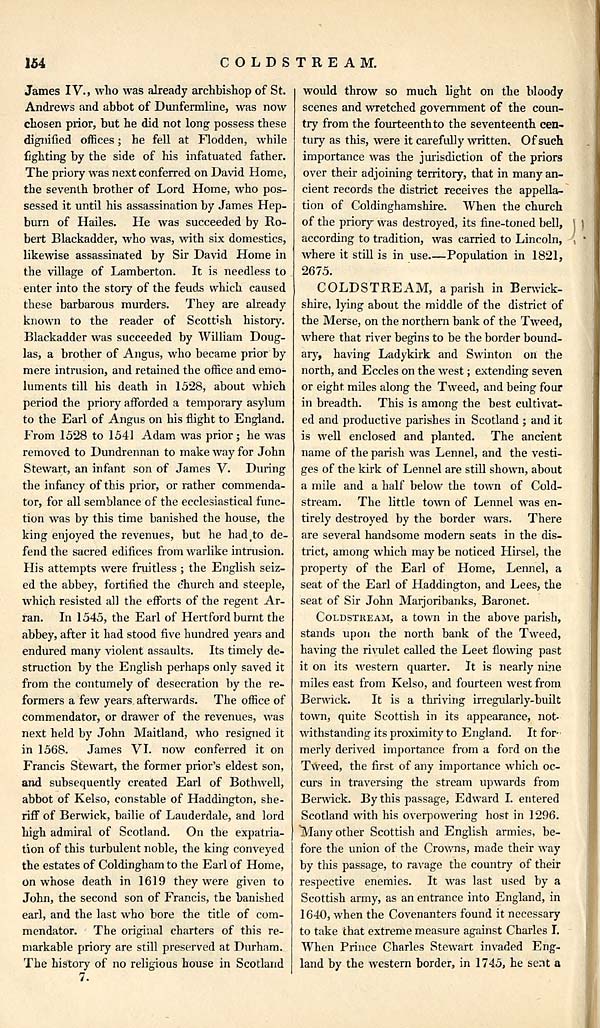 154
COLDSTREAM.
James IV., who was already archbishop of St.
Andrews and abbot of Dunfermline, was now
chosen prior, but he did not long possess these
dignified offices; he fell at Flodden, while
fighting by the side of his infatuated father.
The priory was next conferred on David Home,
the seventh brother of Lord Home, who pos-
sessed it until his assassination by James Hep-
burn of Hailes. He was succeeded by Ro-
bert Blackadder, who was, with six domestics,
likewise assassinated by Sir David Home in
the village of Lamberton. It is needless to
enter into the story of the feuds which caused
these barbarous murders. They are already
known to the reader of Scottish history.
Blackadder was succeeded by William Doug-
las, a brother of Angus, who became prior by
mere intrusion, and retained the office and emo-
luments till his death in 1528, about which
period the priory afforded a temporary asylum
to the Earl of Angus on his flight to England.
From 1528 to 1541 Adam was prior; he was
removed to Dundrennan to make way for John
Stewart, an infant son of James V. During
the infancy of this prior, or rather commenda-
tor, for all semblance of the ecclesiastical func-
tion was by this time banished the house, the
king enjoyed the revenues, but he had to de-
fend the sacred edifices from warlike intrusion.
His attempts were fruitless; the English seiz-
ed the abbey, fortified the church and steeple,
which resisted all the efforts of the regent Ar-
ran. In 1545, the Earl of Hertford burnt the
abbey, after it had stood five hundred years and
endured many violent assaults. Its timely de-
struction by the English perhaps only saved it
from the contumely of desecration by the re-
formers a few years afterwards. The office of
commendator, or drawer of the revenues, was
next held by John Maitland, who resigned it
in 1568. James VI. now conferred it on
Francis Stewart, the former prior's eldest son,
and subsequently created Earl of Bothwell,
abbot of Kelso, constable of Haddington, she-
riff of Berwick, bailie of Lauderdale, and lord
high admiral of Scotland. On the expatria-
tion of this turbulent noble, the king conveyed
the estates of Coldingham to the Earl of Home,
on whose death in 1619 they were given to
John, the second son of Francis, the banished
earl, and the last who bore the title of com-
mendator. The original charters of this re-
markable priory are still preserved at Durham.
The history of no religious house in Scotland
7.
would throw so much light on the bloody
scenes and wretched government of the coun-
try from the fourteenth to the seventeenth cen-
tury as this, were it carefully written. Of such
importance was the jurisdiction of the priors
over their adjoining territory, that in many an-
cient records the district receives the appella-
tion of Coldinghamshire. When the church
of the priory was destroyed, its fine-toned bell,
according to tradition, was carried to Lincoln,
where it still is in use.—Population in 1821,
2675.
COLDSTREAM, a parish in Berwick-
shire, lying about the middle of the district of
the Merse, on the northern bank of the Tweed,
where that river begins to be the border bound-
ary, having Ladykirk and Swinton on the
north, and Eccles on the west; extending seven
or eight miles along the Tweed, and being four
in breadth. This is among the best cultivat-
ed and productive parishes in Scotland; and it
is well enclosed and planted. The ancient
name of the parish was Lennel, and the vesti-
ges of the kirk of Lennel are still shown, about
a mile and a half below the town of Cold-
stream. The little town of Lennel was en-
tirely destroyed by the border wars. There
are several handsome modern seats in the dis-
trict, among which may be noticed Hirsel, the
property of the Earl of Home, Lennel, a
seat of the Earl of Haddington, and Lees, the
seat of Sir John Marjoribanks, Baronet.
COLDSTREAM, a town in the above parish,
stands upon the north bank of the Tweed,
having the rivulet called the Leet flowing past
it on its western quarter. It is nearly nine
miles east from Kelso, and fourteen west from
Berwick. It is a thriving irregularly-built
town, quite Scottish in its appearance, not-
withstanding its proximity to England. It for-
merly derived importance from a ford on the
Tweed, the first of any importance which oc-
curs in traversing the stream upwards from
Berwick. By this passage, Edward I. entered
Scotland with his overpowering host in 1296.
Many other Scottish and English armies, be-
fore the union of the Crowns, made their way
by this passage, to ravage the country of their
respective enemies. It was last used by a
Scottish army, as an entrance into England, in
1640, when the Covenanters found it necessary
to take that extreme measure against Charles I.
When Prince Charles Stewart invaded Eng-
land by the western border, in 1745, he sent a